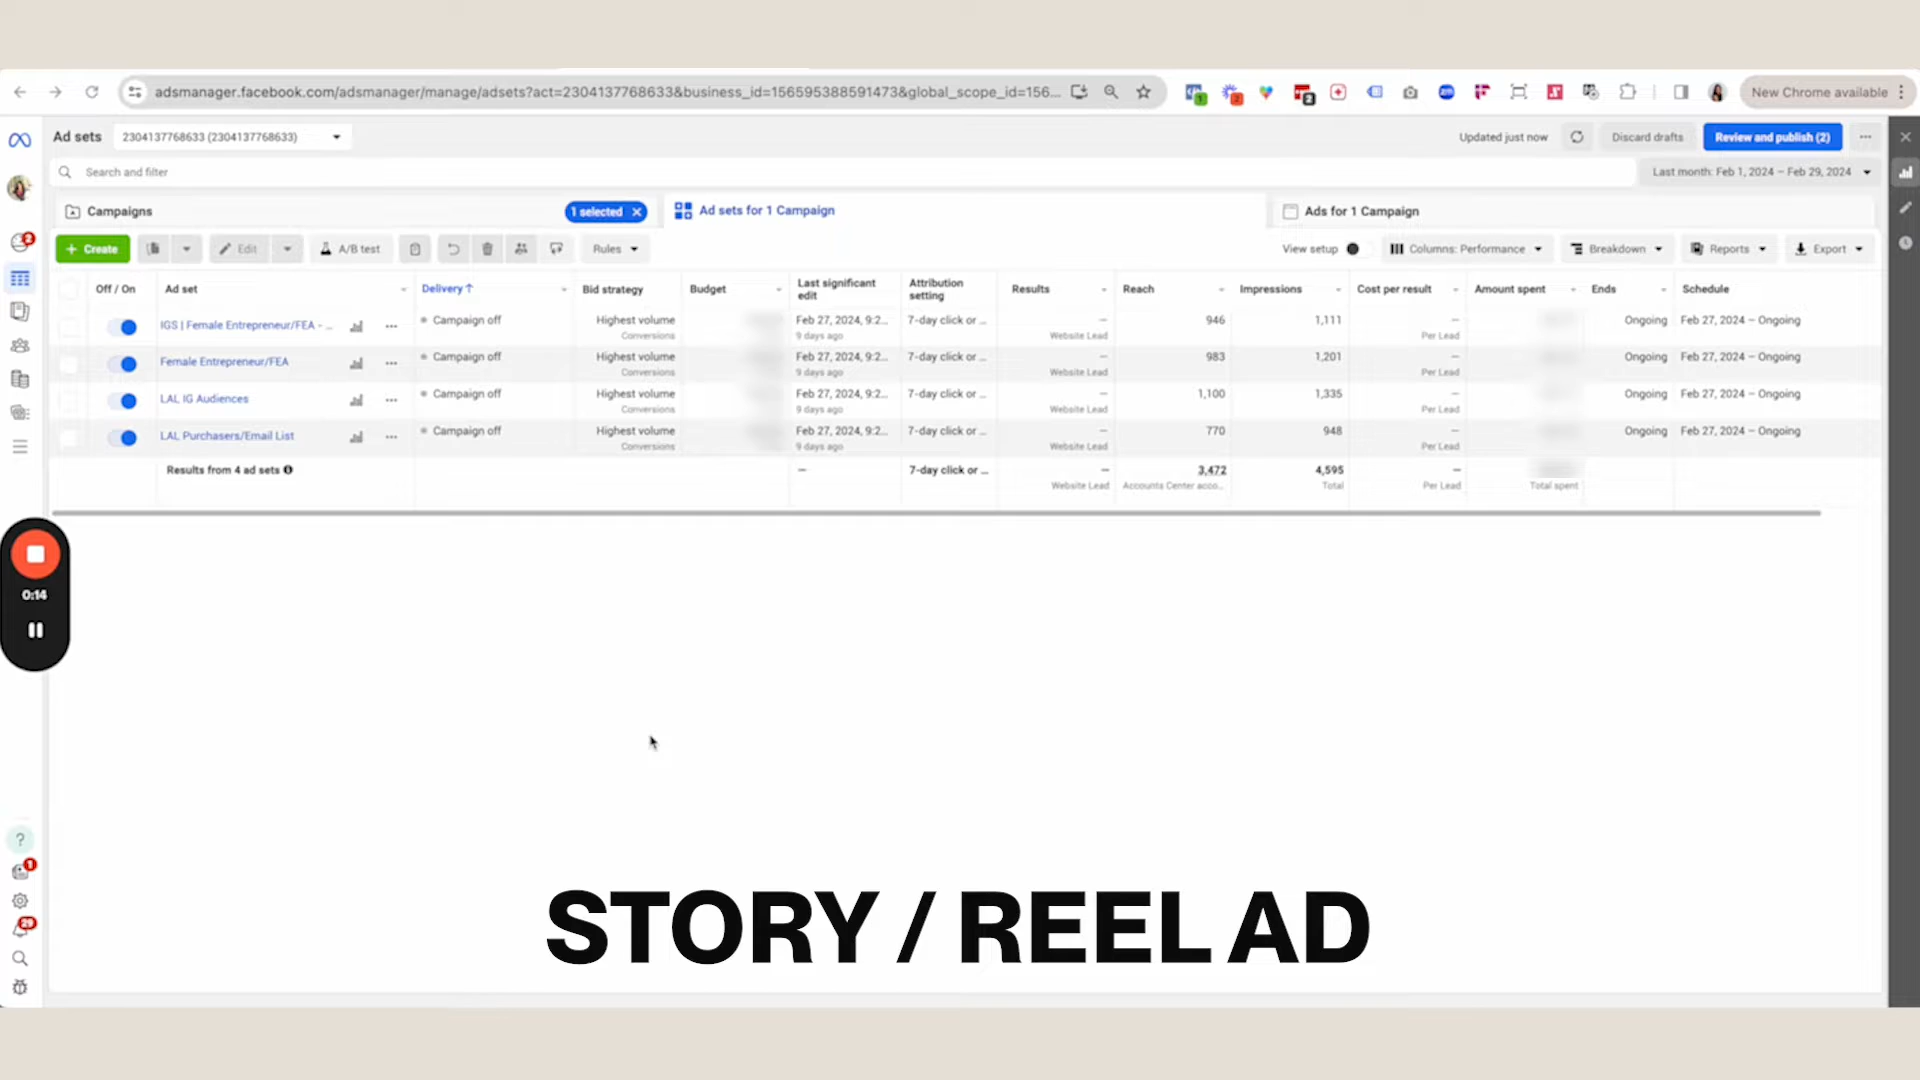 adsmanager.facebook.com/adsmanager/manage/adsets?act=2304137768633&business_id=156595388591473&global_scope_id=156...
New Chrome available
Ad sets
2304137768633 (2304137768633)
Updated just now
Discard drafts
Review and publish (2)
Search and filter
Last month: Feb 1, 2024 – Feb 29, 2024
Campaigns
1 selected
Ad sets for 1 Campaign
Ads for 1 Campaign
+ Create
Edit
A/B test
Rules
View setup
Columns: Performance
Breakdown
Reports
Export
Off / On
Ad set
Delivery ↑
Bid strategy
Budget
Last significant edit
Attribution setting
Results
Reach
Impressions
Cost per result
Amount spent
Ends
Schedule
IGS | Female Entrepreneur/FEA - ...
Campaign off
Highest volume
Conversions
Feb 27, 2024, 9:2...
9 days ago
7-day click or ...
—
Website Lead
946
1,111
—
Per Lead
Ongoing
Feb 27, 2024 – Ongoing
Female Entrepreneur/FEA
Campaign off
Highest volume
Conversions
Feb 27, 2024, 9:2...
9 days ago
7-day click or ...
—
Website Lead
983
1,201
—
Per Lead
Ongoing
Feb 27, 2024 – Ongoing
LAL IG Audiences
Campaign off
Highest volume
Conversions
Feb 27, 2024, 9:2...
9 days ago
7-day click or ...
—
Website Lead
1,100
1,335
—
Per Lead
Ongoing
Feb 27, 2024 – Ongoing
LAL Purchasers/Email List
Campaign off
Highest volume
Conversions
Feb 27, 2024, 9:2...
9 days ago
7-day click or ...
—
Website Lead
770
948
—
Per Lead
Ongoing
Feb 27, 2024 – Ongoing
Results from 4 ad sets
—
7-day click or ...
—
Website Lead
3,472
Accounts Center acco...
4,595
Total
—
Per Lead
Total spent
0:14
STORY / REEL AD